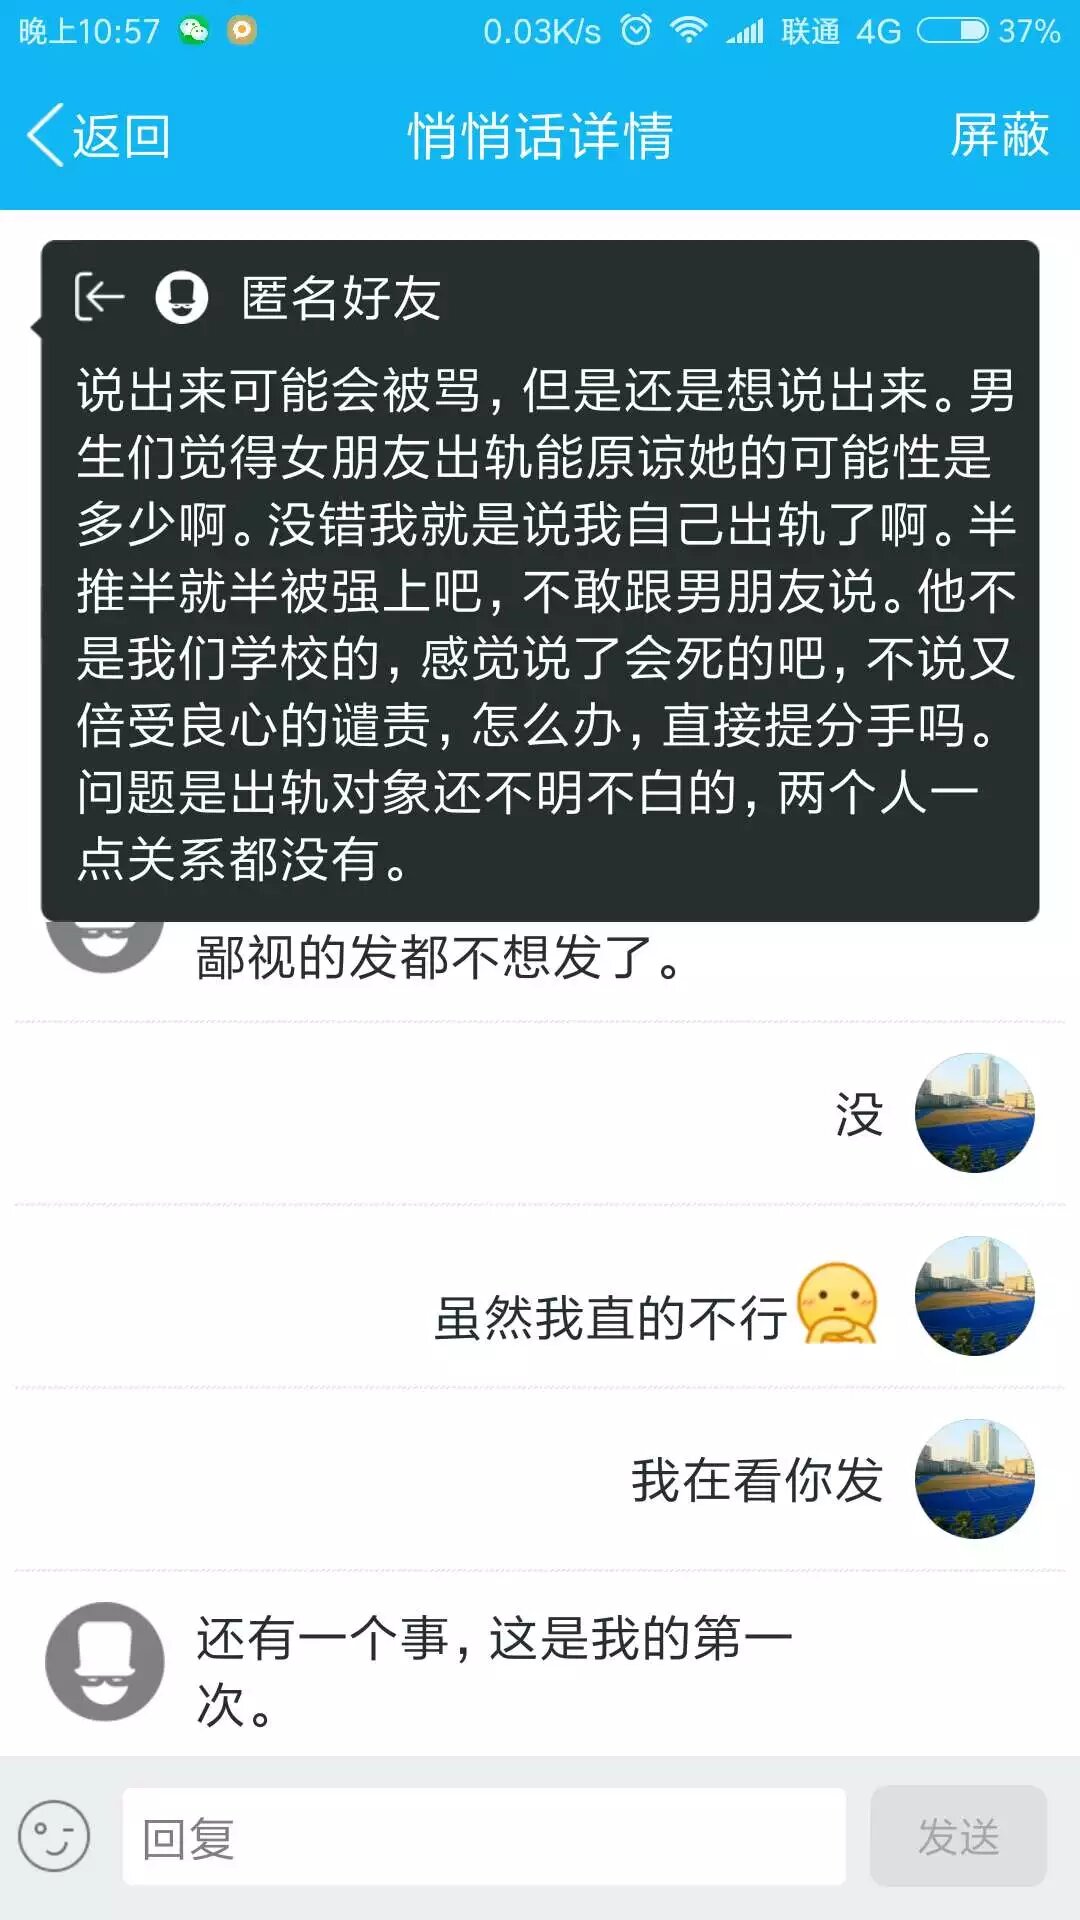 晚上10:57 0.03K/s 联通 4G 37%
返回 悄悄话详情 屏蔽
匿名好友
说出来可能会被骂，但是还是想说出来。男
生们觉得女朋友出轨能原谅她的可能性是
多少啊。没错我就是说我自己出轨了啊。半
推半就半被强上吧，不敢跟男朋友说。他不
是我们学校的，感觉说了会死的吧，不说又
倍受良心的谴责，怎么办，直接提分手吗。
问题是出轨对象还不明不白的，两个人一
点关系都没有。
鄙视的发都不想发了。
没
虽然我直的不行
我在看你发
还有一个事，这是我的第一
次。
回复 发送